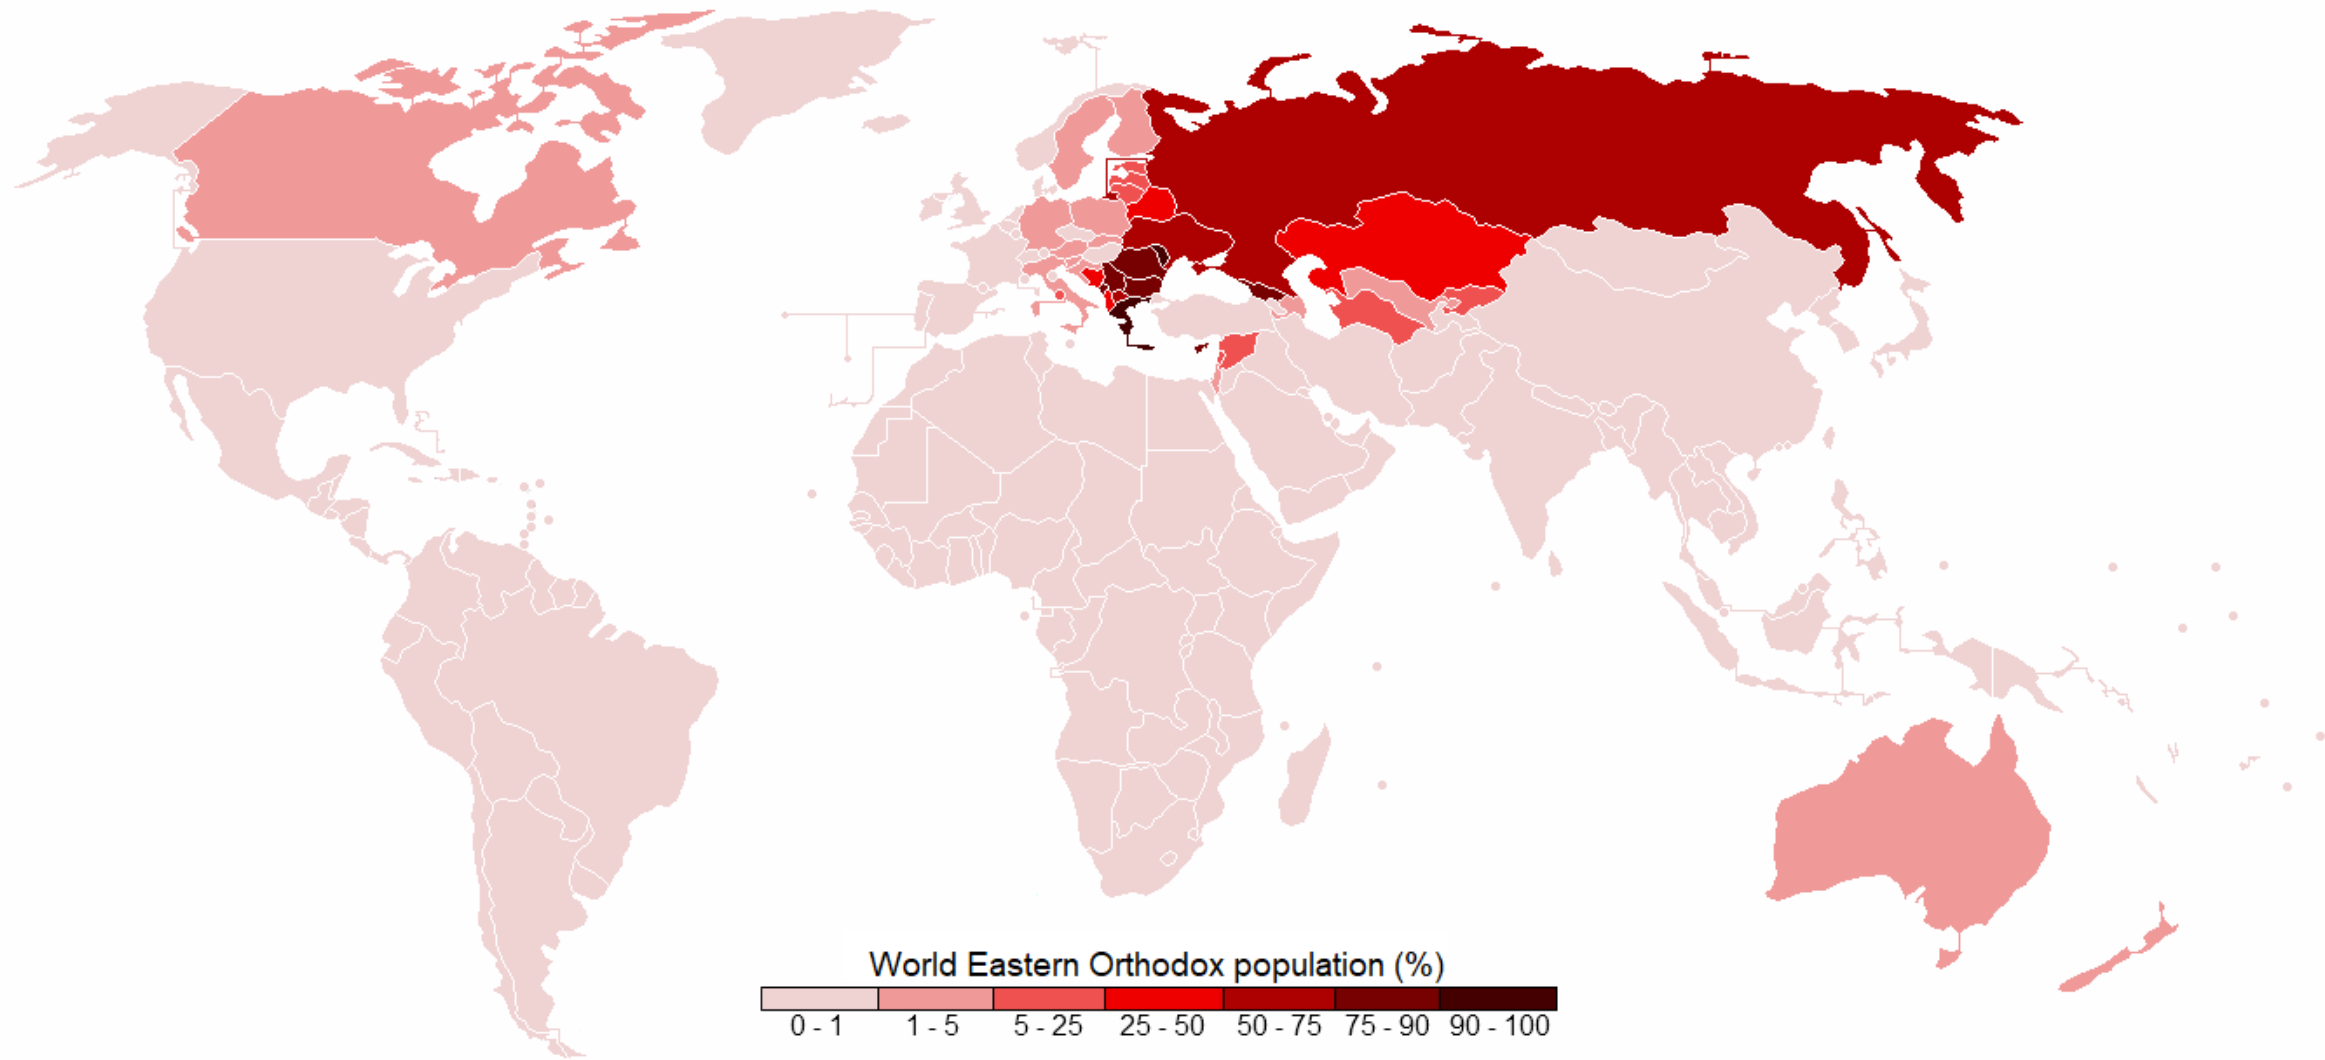 World Eastern Orthodox population (%)
0 - 1 1 - 5 5 - 25 25 - 50 50 - 75 75 - 90 90 - 100